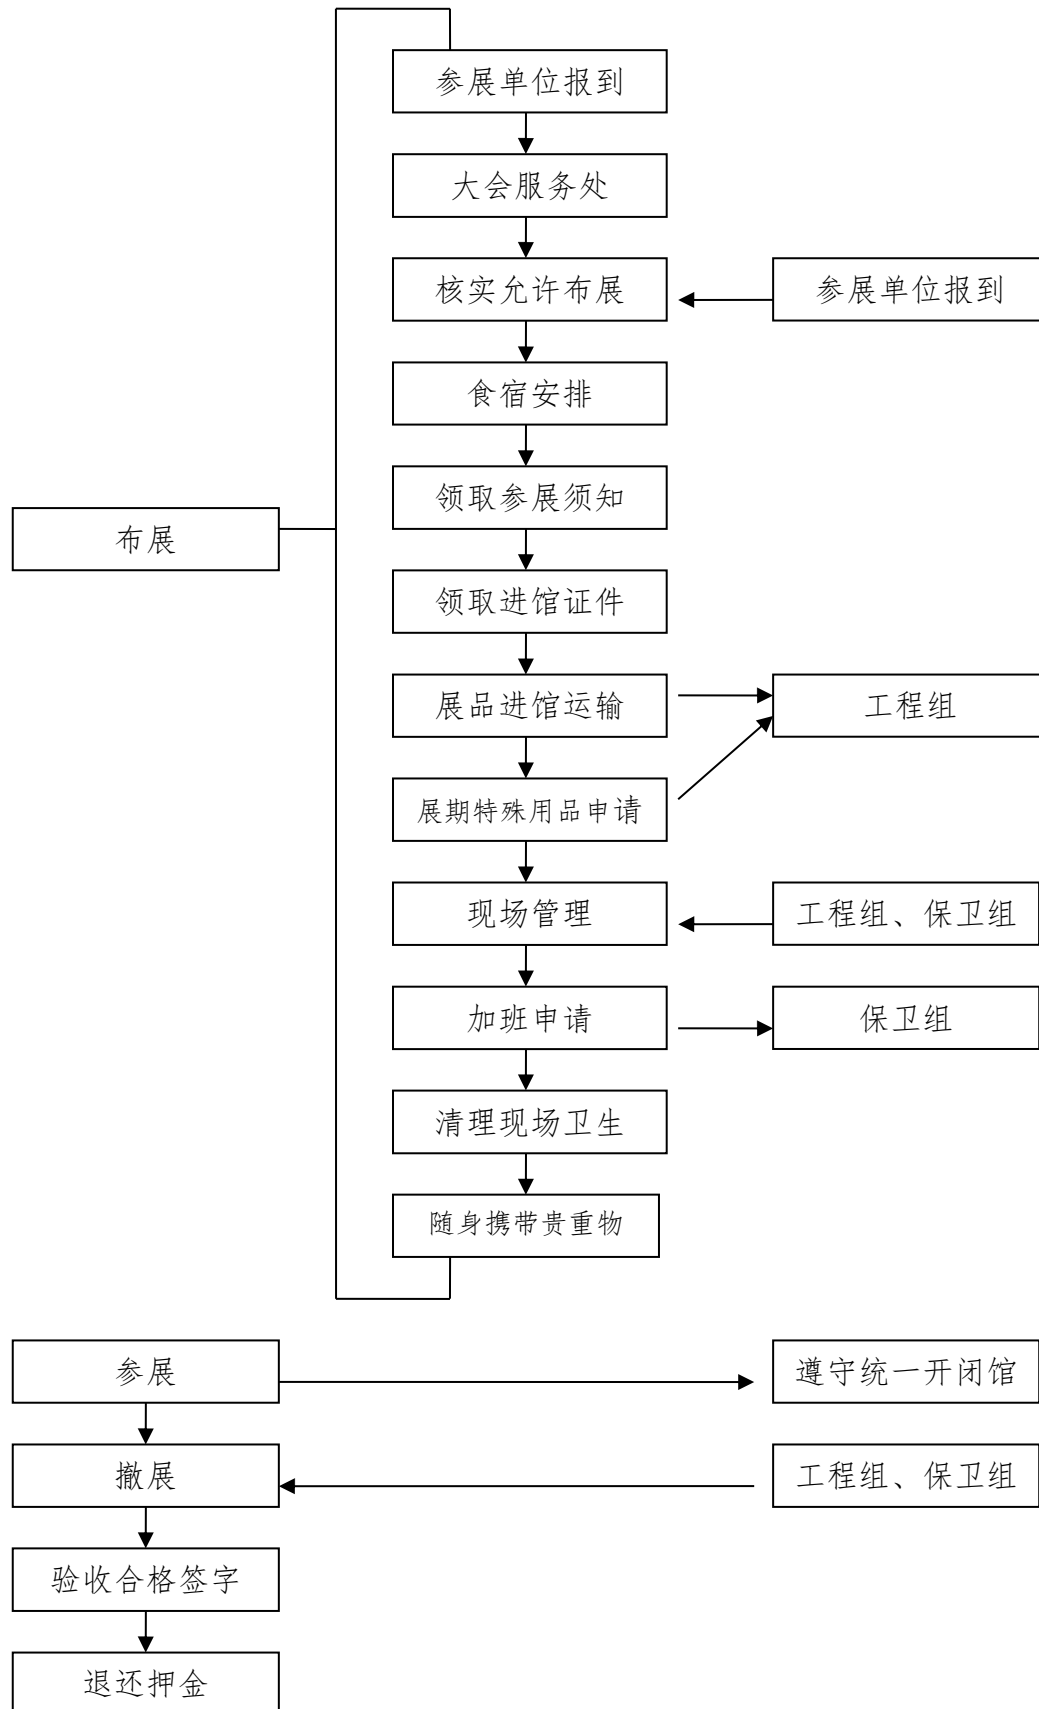 参展单位报到
大会服务处
核实允许布展
参展单位报到
食宿安排
领取参展须知
布展
领取进馆证件
展品进馆运输
工程组
展期特殊用品申请
现场管理
工程组、保卫组
加班申请
保卫组
清理现场卫生
随身携带贵重物
参展
遵守统一开闭馆
撤展
工程组、保卫组
验收合格签字
退还押金